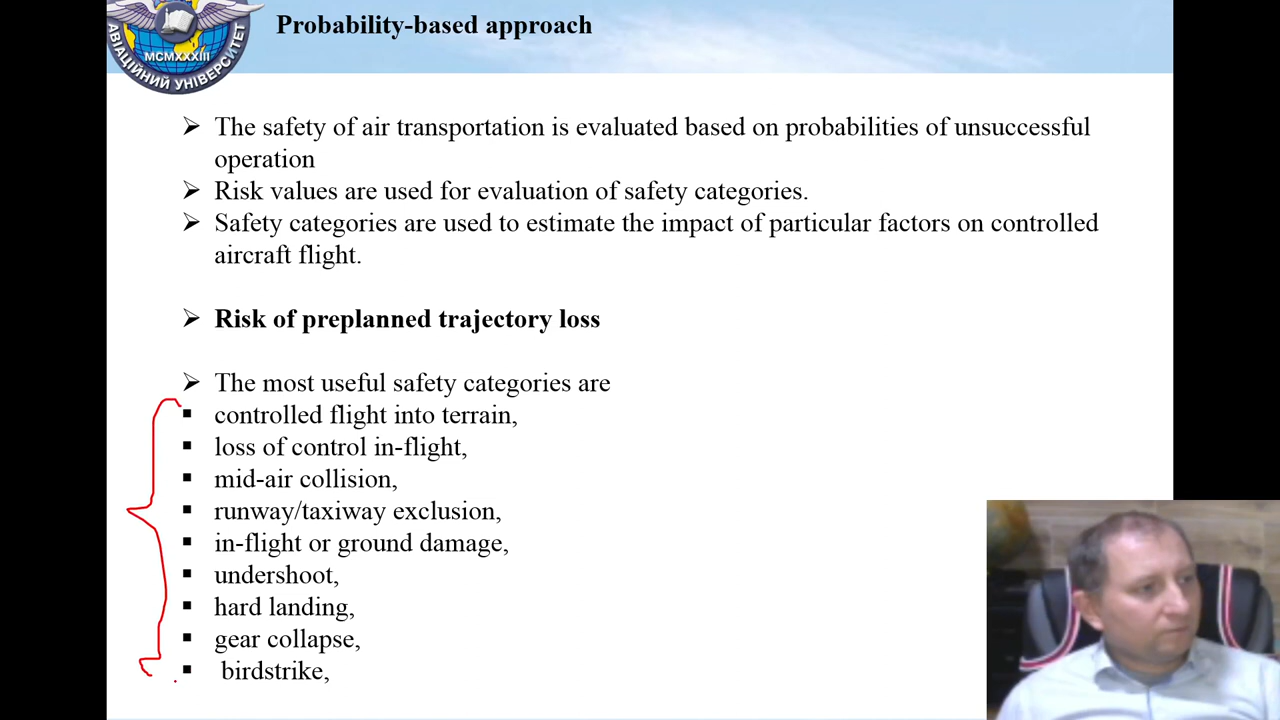 Probability-based approach
MCMXXXIII
АВІАЦІЙНИЙ УНІВЕРСИТЕТ
The safety of air transportation is evaluated based on probabilities of unsuccessful
operation
Risk values are used for evaluation of safety categories.
Safety categories are used to estimate the impact of particular factors on controlled
aircraft flight.
Risk of preplanned trajectory loss
The most useful safety categories are
controlled flight into terrain,
loss of control in-flight,
mid-air collision,
runway/taxiway exclusion,
in-flight or ground damage,
undershoot,
hard landing,
gear collapse,
birdstrike,